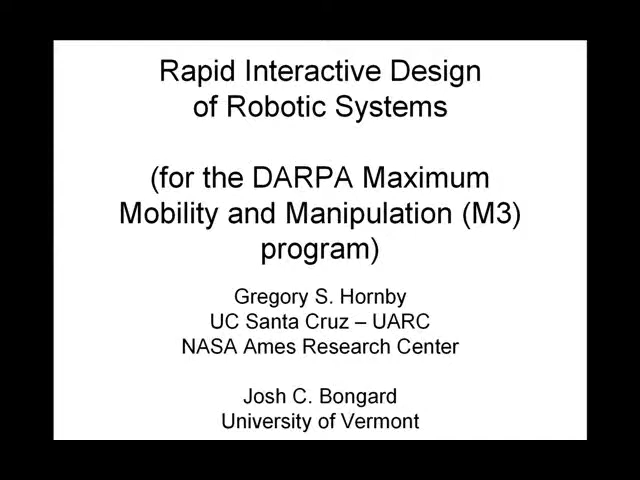 Rapid Interactive Design
of Robotic Systems
(for the DARPA Maximum
Mobility and Manipulation (M3)
program)
Gregory S. Hornby
UC Santa Cruz – UARC
NASA Ames Research Center
Josh C. Bongard
University of Vermont